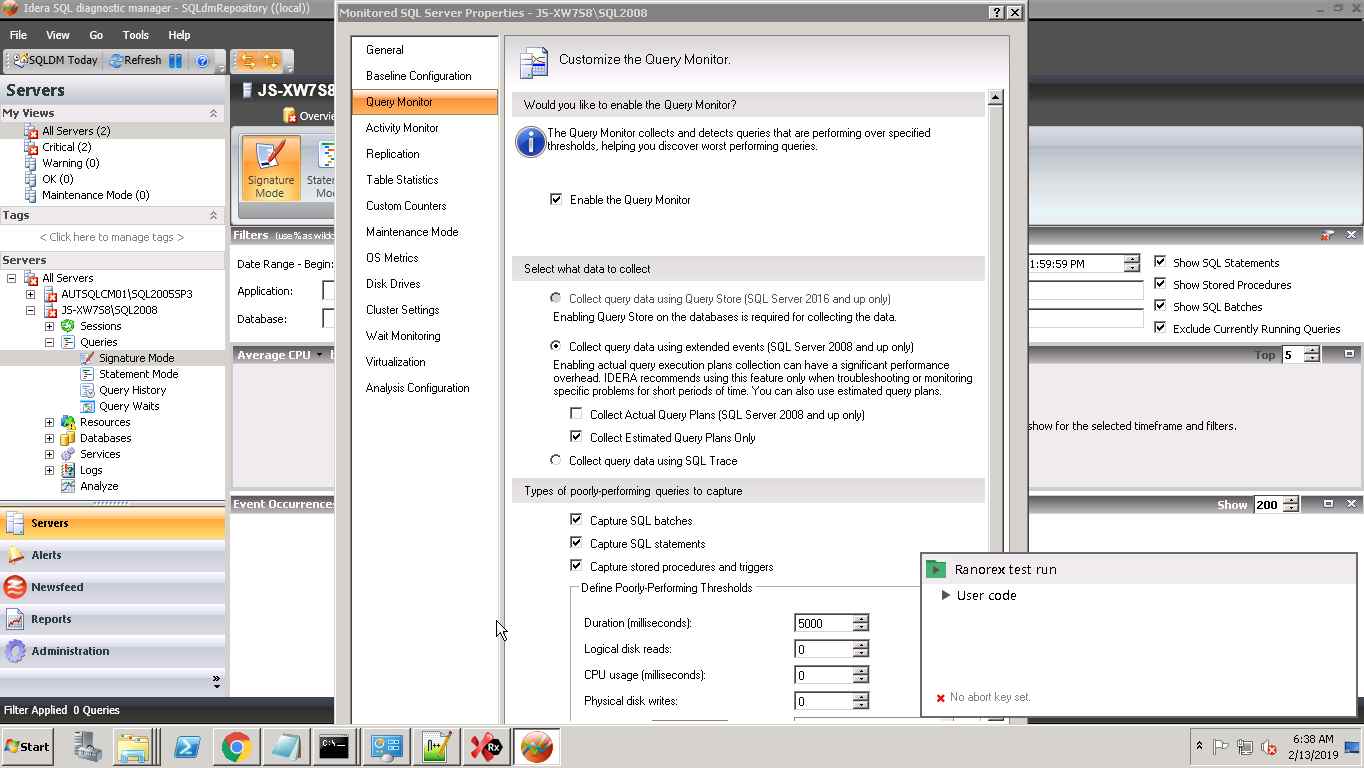 Idera SQL diagnostic manager - SQLdmRepository ((local))
File View Go Tools Help
SQLDM Today Refresh
Servers
My Views
All Servers (2)
Critical (2)
Warning (0)
OK (0)
Maintenance Mode (0)
Tags
< Click here to manage tags >
Servers
All Servers
AUTSQLCM01\SQL2005SP3
JS-XW7S8\SQL2008
Sessions
Queries
Signature Mode
Statement Mode
Query History
Query Waits
Resources
Databases
Services
Logs
Analyze
Servers
Alerts
Newsfeed
Reports
Administration
Filter Applied 0 Queries
JS-XW7S8
Overvie
Signature
Mode
Statem
Mo
Filters (use % as wildc
Date Range - Begin:
Application:
Database:
Average CPU
Event Occurrence
Monitored SQL Server Properties - JS-XW7S8\SQL2008
General
Baseline Configuration
Query Monitor
Activity Monitor
Replication
Table Statistics
Custom Counters
Maintenance Mode
OS Metrics
Disk Drives
Cluster Settings
Wait Monitoring
Virtualization
Analysis Configuration
Customize the Query Monitor.
Would you like to enable the Query Monitor?
The Query Monitor collects and detects queries that are performing over specified
thresholds, helping you discover worst performing queries.
Enable the Query Monitor
Select what data to collect
Collect query data using Query Store (SQL Server 2016 and up only)
Enabling Query Store on the databases is required for collecting the data.
Collect query data using extended events (SQL Server 2008 and up only)
Enabling actual query execution plans collection can have a significant performance
overhead. IDERA recommends using this feature only when troubleshooting or monitoring
specific problems for short periods of time. You can also use estimated query plans.
Collect Actual Query Plans (SQL Server 2008 and up only)
Collect Estimated Query Plans Only
Collect query data using SQL Trace
Types of poorly-performing queries to capture
Capture SQL batches
Capture SQL statements
Capture stored procedures and triggers
Define Poorly-Performing Thresholds
Duration (milliseconds): 5000
Logical disk reads: 0
CPU usage (milliseconds): 0
Physical disk writes: 0
1:59:59 PM
Show SQL Statements
Show Stored Procedures
Show SQL Batches
Exclude Currently Running Queries
Top 5
show for the selected timeframe and filters.
Show 200
Ranorex test run
User code
No abort key set.
Start
C:\
Rx
6:38 AM
2/13/2019